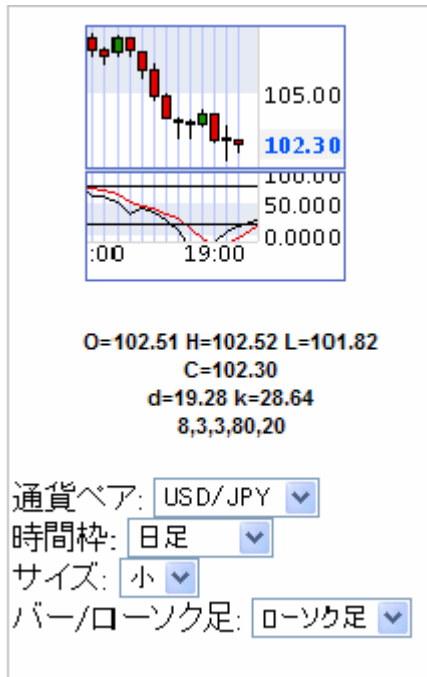 105.00
102.30
100.00
50.000
0.0000
:00 19:00
O=102.51 H=102.52 L=101.82
C=102.30
d=19.28 k=28.64
8,3,3,80,20
通貨ペア: USD/JPY
時間枠: 日足
サイズ: 小
バー/ローソク足: ローソク足